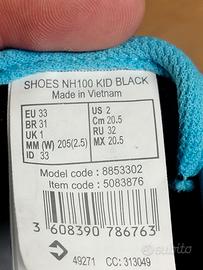 SHOES NH100 KID BLACK
Made in Vietnam
EU 33 US 2
BR 31 Cm 20.5
UK 1 RU 32
MM (W) 205(2.5) MX 20.5
ID 33
Model code : 8853302
Item code : 5083876
3 608390 786763
49271 CC: 313049
subito